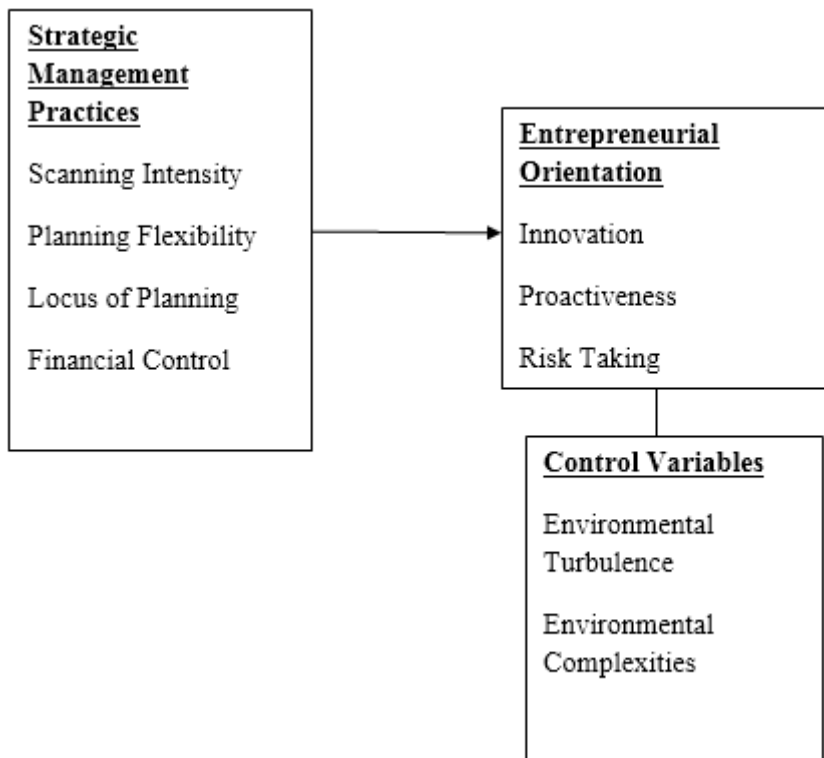 Strategic
Management
Practices
Scanning Intensity
Planning Flexibility
Locus of Planning
Financial Control
Entrepreneurial
Orientation
Innovation
Proactiveness
Risk Taking
Control Variables
Environmental
Turbulence
Environmental
Complexities